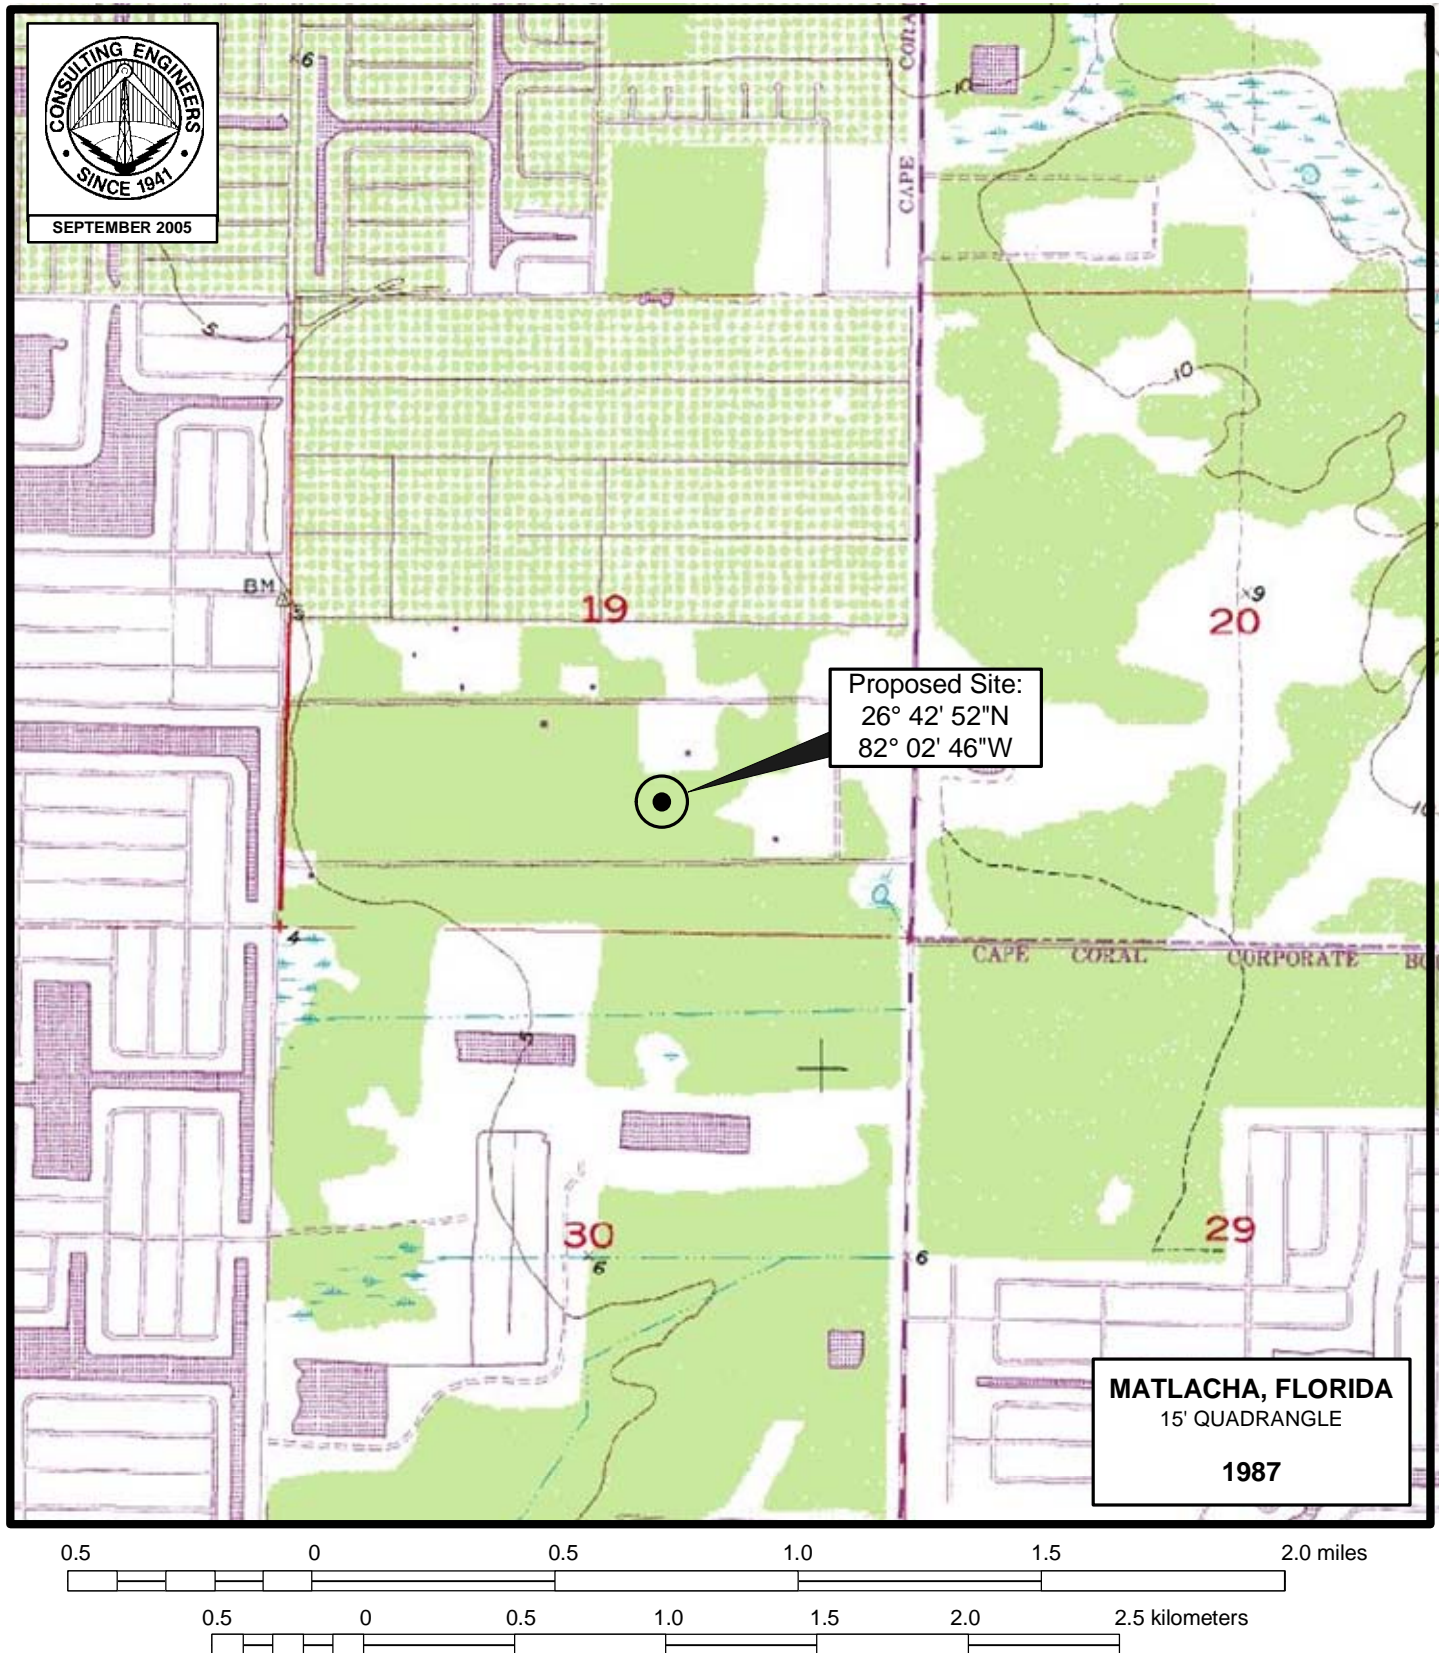 CONSULTING ENGINEERS
SINCE 1941
SEPTEMBER 2005
6
CAPE CORAL
10
5
10
BM
5
19
9
20
Proposed Site:
26° 42' 52"N
82° 02' 46"W
10
4
CAPE CORAL CORPORATE
5
30
6
6
29
MATLACHA, FLORIDA
15' QUADRANGLE
1987
0.5 0 0.5 1.0 1.5 2.0 miles
0.5 0 0.5 1.0 1.5 2.0 2.5 kilometers